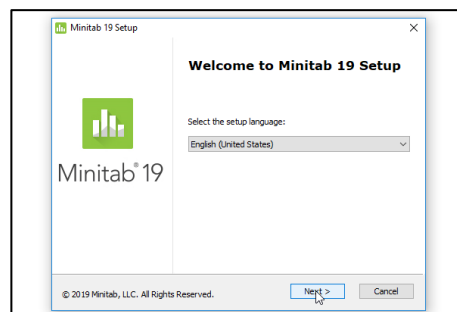 Minitab 19 Setup
Welcome to Minitab 19 Setup
Select the setup language:
English (United States)
Minitab® 19
© 2019 Minitab, LLC. All Rights Reserved.
Next >
Cancel